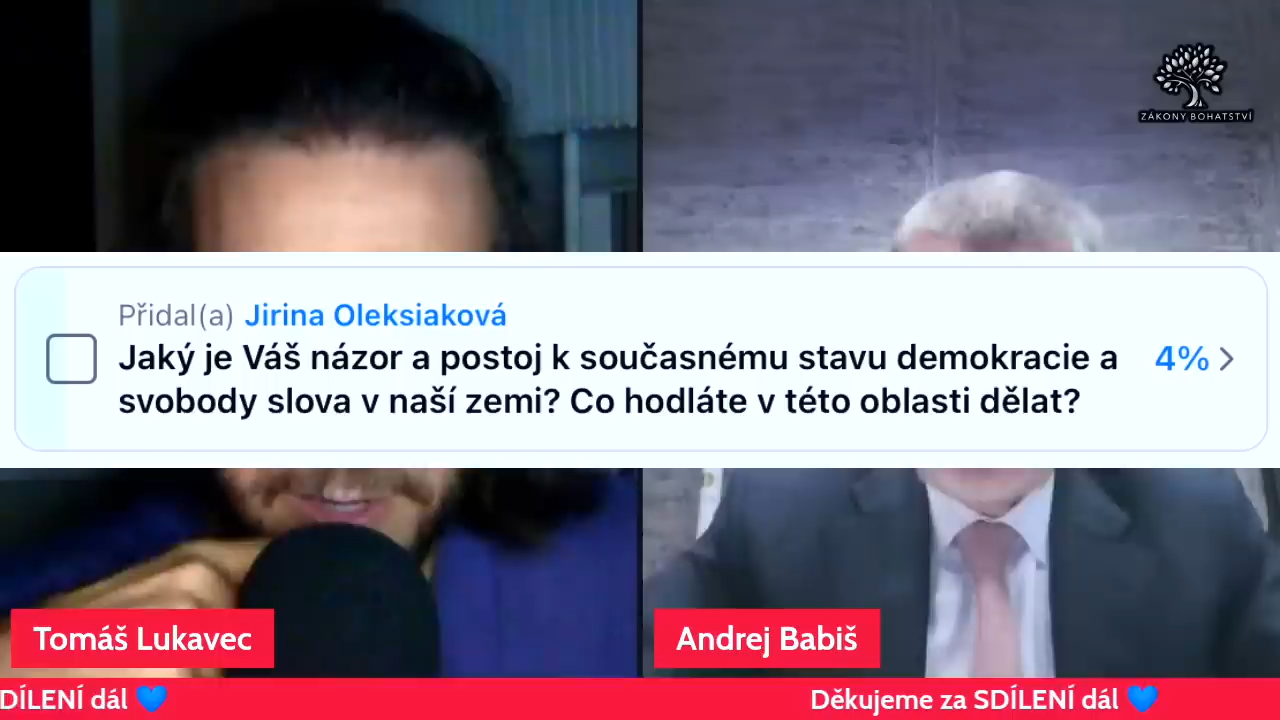 ZÁKONY BOHATSTVÍ
Přidal(a) Jirina Oleksiaková
Jaký je Váš názor a postoj k současnému stavu demokracie a
svobody slova v naší zemi? Co hodláte v této oblasti dělat?
4%
Tomáš Lukavec
Andrej Babiš
DÍLENÍ dál 💙
Děkujeme za SDÍLENÍ dál 💙